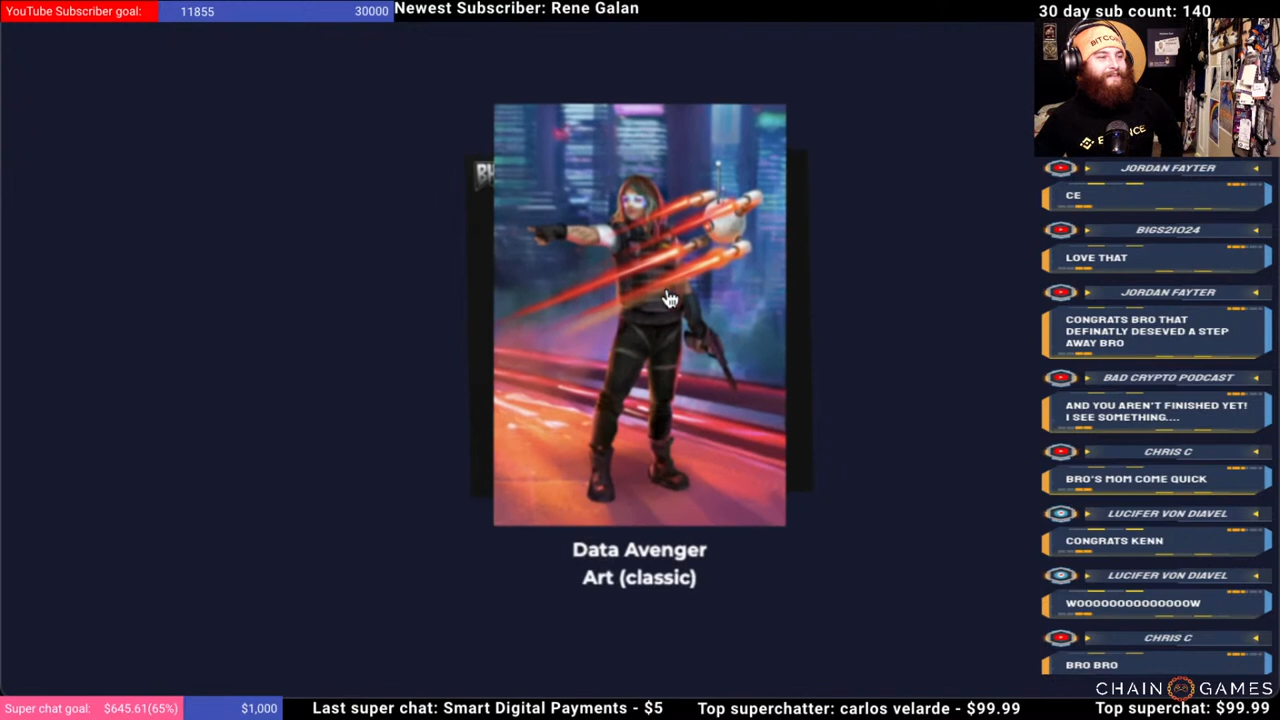 YouTube Subscriber goal: 11855 30000
Newest Subscriber: Rene Galan
30 day sub count: 140
BITCO
JORDAN FAYTER
CE
BIGS21024
LOVE THAT
JORDAN FAYTER
CONGRATS BRO THAT
DEFINATLY DESEVED A STEP
AWAY BRO
BAD CRYPTO PODCAST
AND YOU AREN'T FINISHED YET!
I SEE SOMETHING....
CHRIS C
BRO'S MOM COME QUICK
LUCIFER VON DIAVEL
CONGRATS KENN
LUCIFER VON DIAVEL
WOOOOOOOOOOOOOOW
CHRIS C
BRO BRO
Data Avenger
Art (classic)
CHAIN GAMES
Super chat goal: $645.61(65%) $1,000
Last super chat: Smart Digital Payments - $5
Top superchatter: carlos velarde - $99.99
Top superchat: $99.99